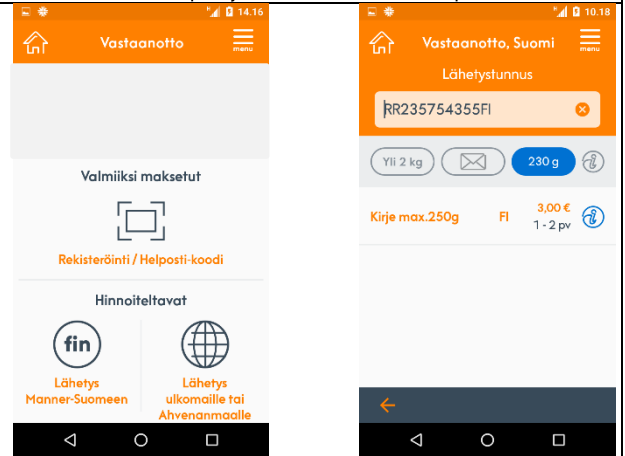 14.16
Vastaanotto
menu
Valmiiksi maksetut
Rekisteröinti / Helposti-koodi
Hinnoiteltavat
fin
Lähetys
Manner-Suomeen
Lähetys
ulkomaille tai
Ahvenanmaalle
10.18
Vastaanotto, Suomi
menu
Lähetystunnus
RR235754355FI
Yli 2 kg
230 g
Kirje max.250g
FI
3,00 €
1 - 2 pv